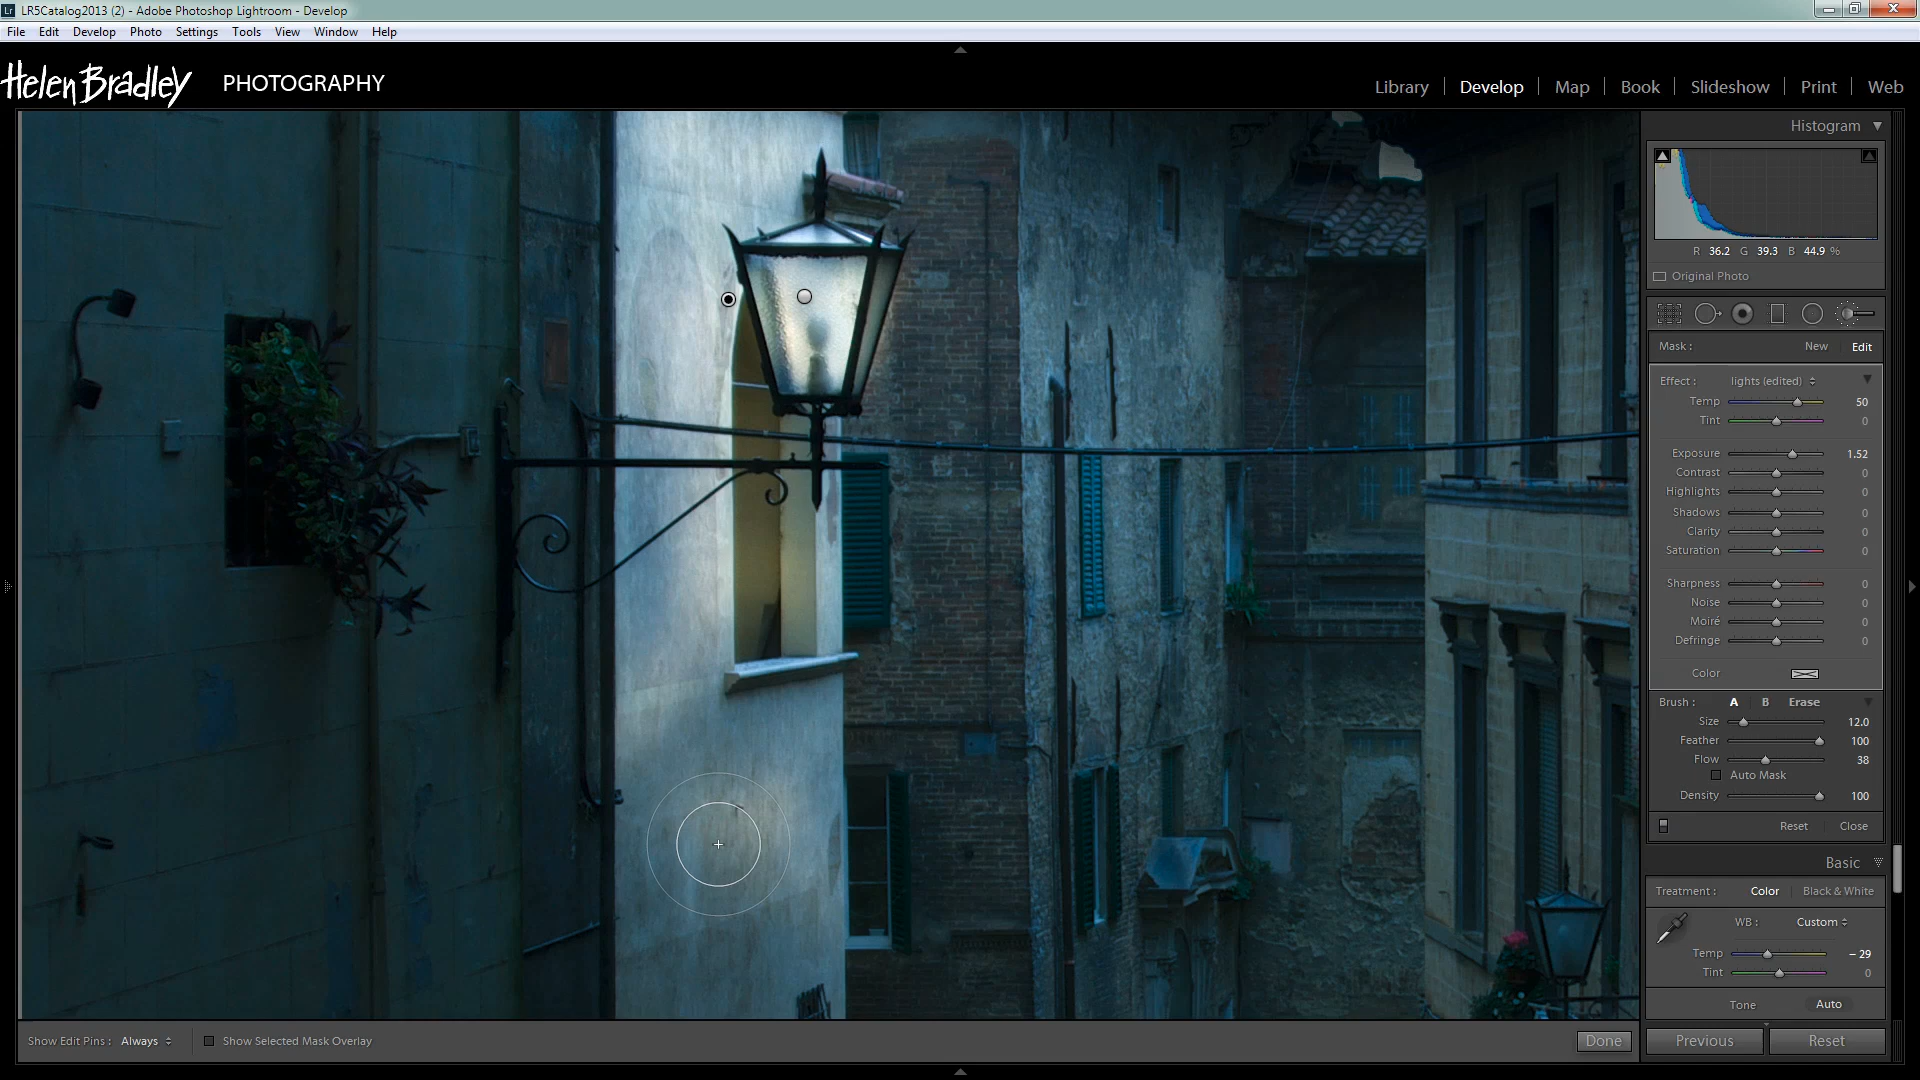 Lr LR5Catalog2013 (2) - Adobe Photoshop Lightroom - Develop
File Edit Develop Photo Settings Tools View Window Help
Helen Bradley PHOTOGRAPHY
Library | Develop | Map | Book | Slideshow | Print | Web
Histogram
R 36.2 G 39.3 B 44.9 %
Original Photo
Mask : New Edit
Effect : lights (edited)
Temp 50
Tint 0
Exposure 1.52
Contrast 0
Highlights 0
Shadows 0
Clarity 0
Saturation 0
Sharpness 0
Noise 0
Moiré 0
Defringe 0
Color
Brush : A | B Erase
Size 12.0
Feather 100
Flow 38
Auto Mask
Density 100
Reset Close
Basic
Treatment : Color Black & White
WB : Custom
Temp – 29
Tint 0
Tone Auto
Show Edit Pins : Always Show Selected Mask Overlay Done Previous Reset